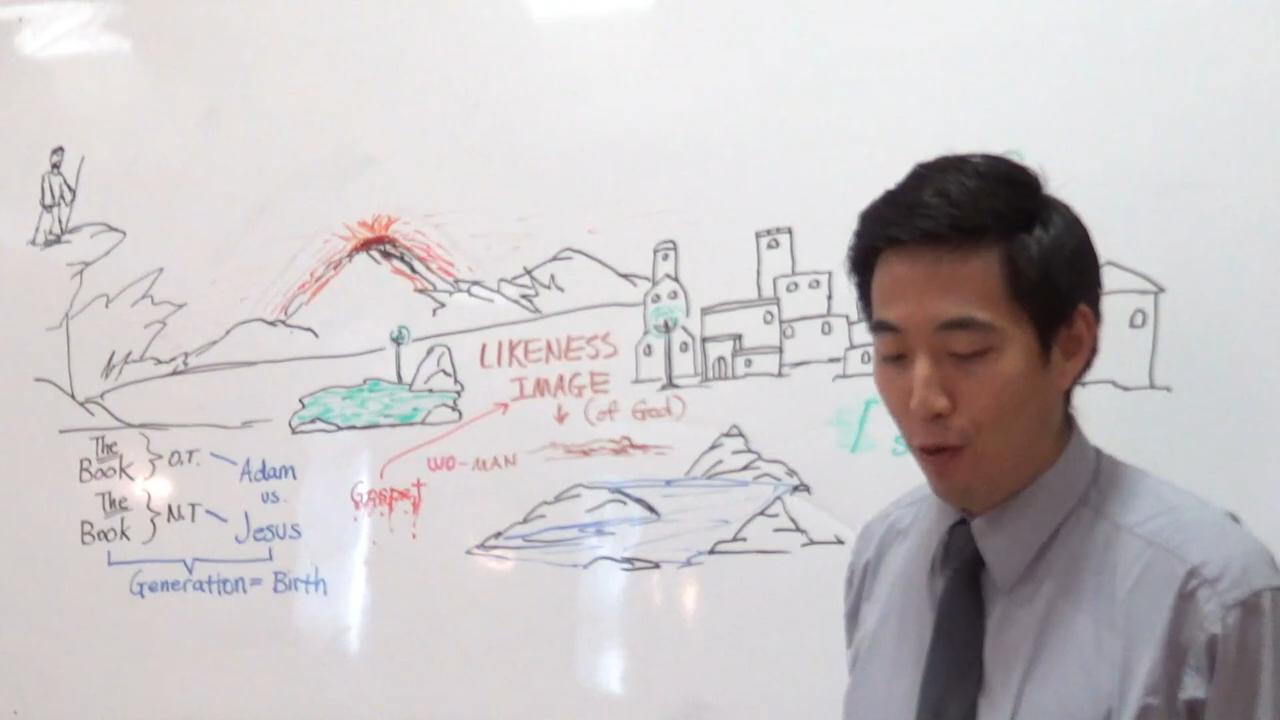 LIKENESS
IMAGE
(of God)
WO-MAN
Gospel
The
Book
O.T.
Adam
vs.
The
Book
N.T
Jesus
Generation = Birth